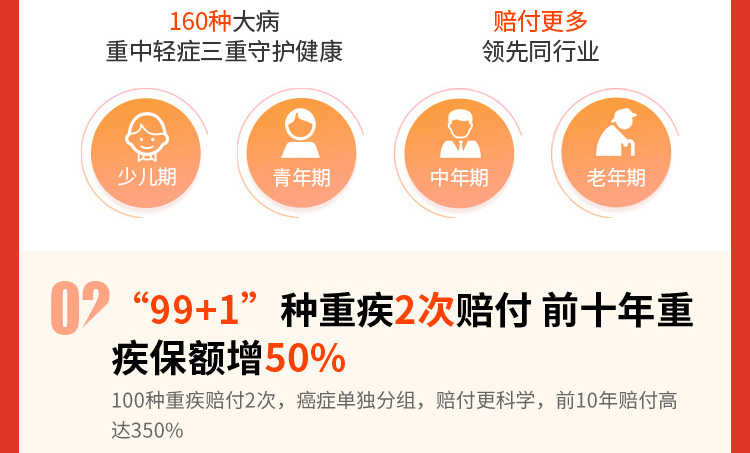 160种大病
重中轻症三重守护健康
赔付更多
领先同行业
少儿期
青年期
中年期
老年期
02
“99+1”种重疾2次赔付 前十年重
疾保额增50%
100种重疾赔付2次，癌症单独分组，赔付更科学，前10年赔付高
达350%